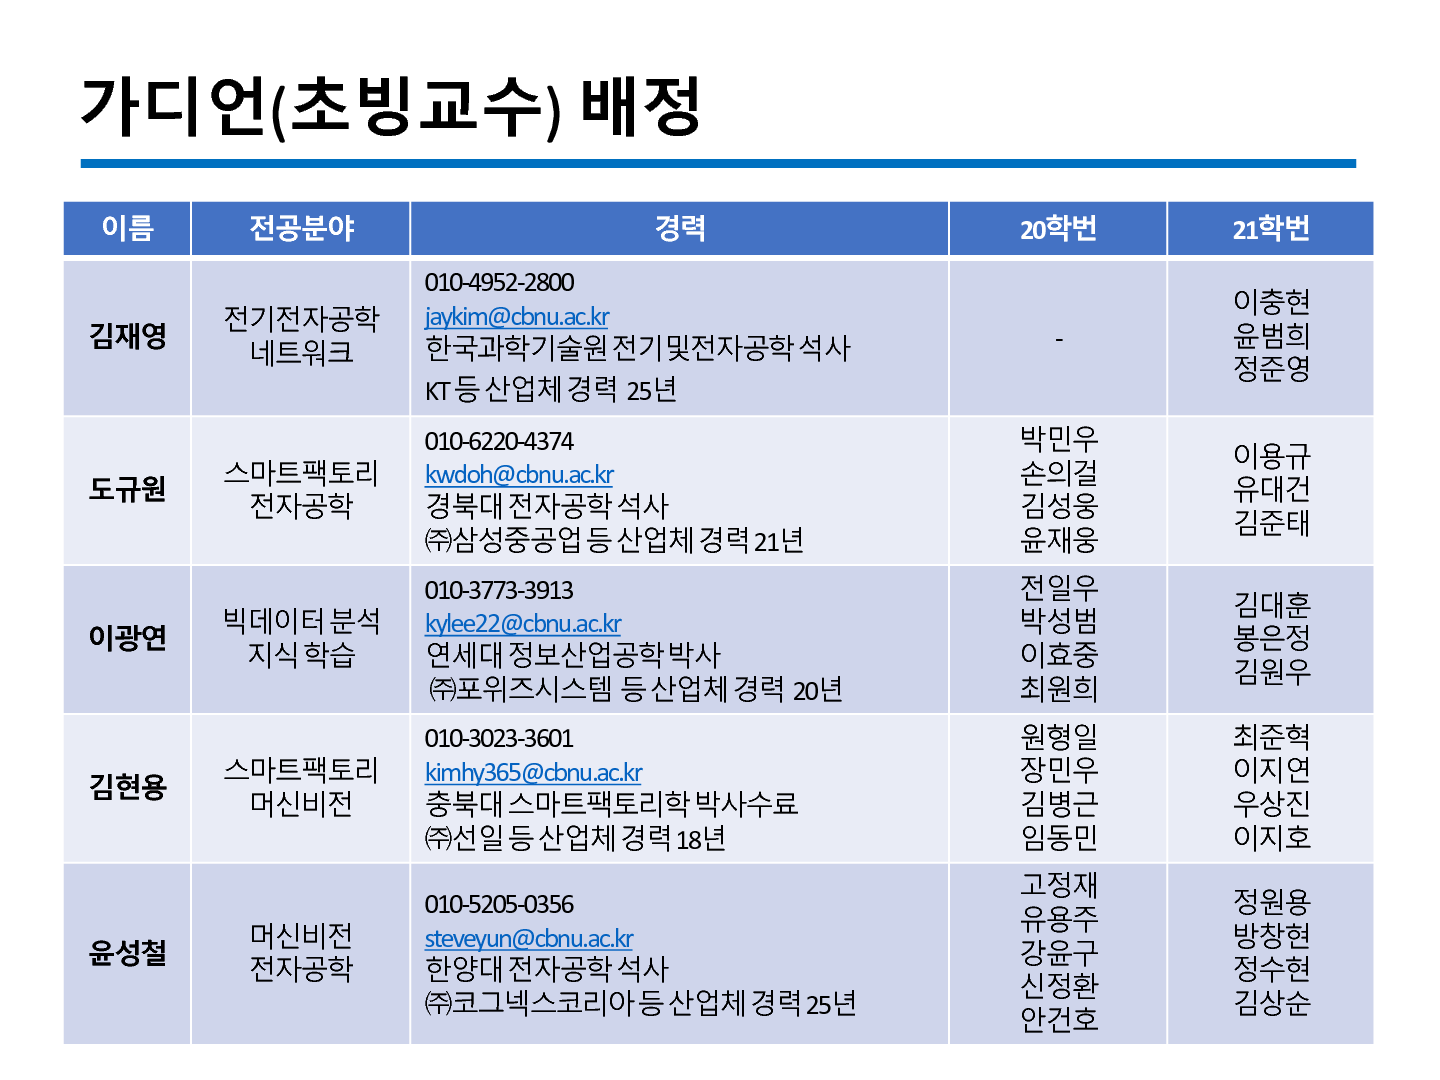 가디언(초빙교수) 배정
이름 전공분야 경력 20학번 21학번
김재영
전기전자공학
네트워크
010-4952-2800
jaykim@cbnu.ac.kr
한국과학기술원 전기및전자공학 석사
KT 등 산업체 경력 25년
-
이충현
윤범희
정준영
도규원
스마트팩토리
전자공학
010-6220-4374
kwdoh@cbnu.ac.kr
경북대 전자공학 석사
㈜삼성중공업 등 산업체 경력 21년
박민우
손의걸
김성웅
윤재웅
이용규
유대건
김준태
이광연
빅데이터 분석
지식 학습
010-3773-3913
kylee22@cbnu.ac.kr
연세대 정보산업공학 박사
㈜포위즈시스템 등 산업체 경력 20년
전일우
박성범
이효중
최원희
김대훈
봉은정
김원우
김현용
스마트팩토리
머신비전
010-3023-3601
kimhy365@cbnu.ac.kr
충북대 스마트팩토리학 박사수료
㈜선일 등 산업체 경력 18년
원형일
장민우
김병근
임동민
최준혁
이지연
우상진
이지호
윤성철
머신비전
전자공학
010-5205-0356
steveyun@cbnu.ac.kr
한양대 전자공학 석사
㈜코그넥스코리아 등 산업체 경력 25년
고정재
유용주
강윤구
신정환
안건호
정원용
방창현
정수현
김상순